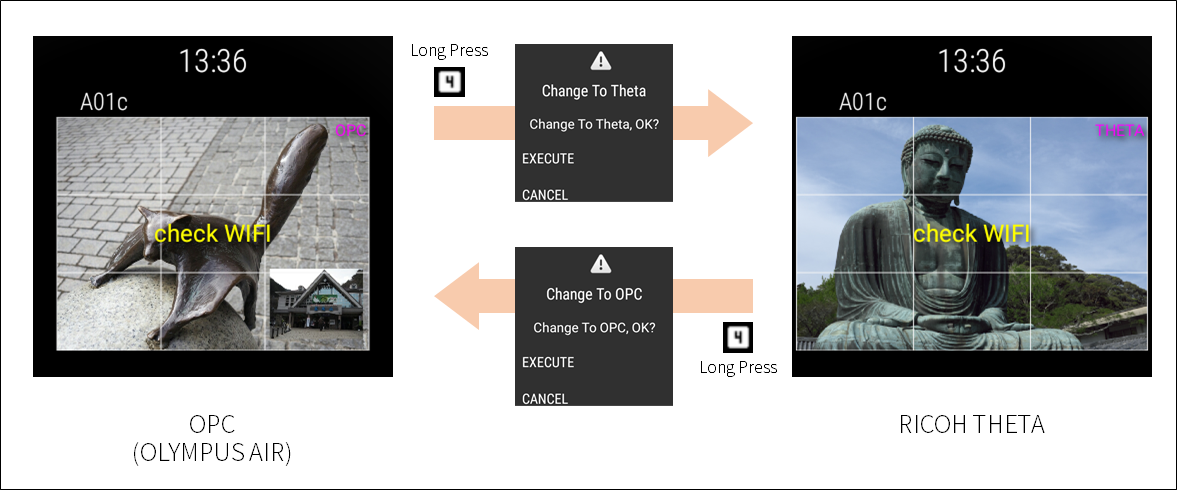 13:36
A01c
OPC
check WIFI
OPC
(OLYMPUS AIR)
Long Press
4
Change To Theta
Change To Theta, OK?
EXECUTE
CANCEL
Change To OPC
Change To OPC, OK?
EXECUTE
CANCEL
4
Long Press
13:36
A01c
THETA
check WIFI
RICOH THETA